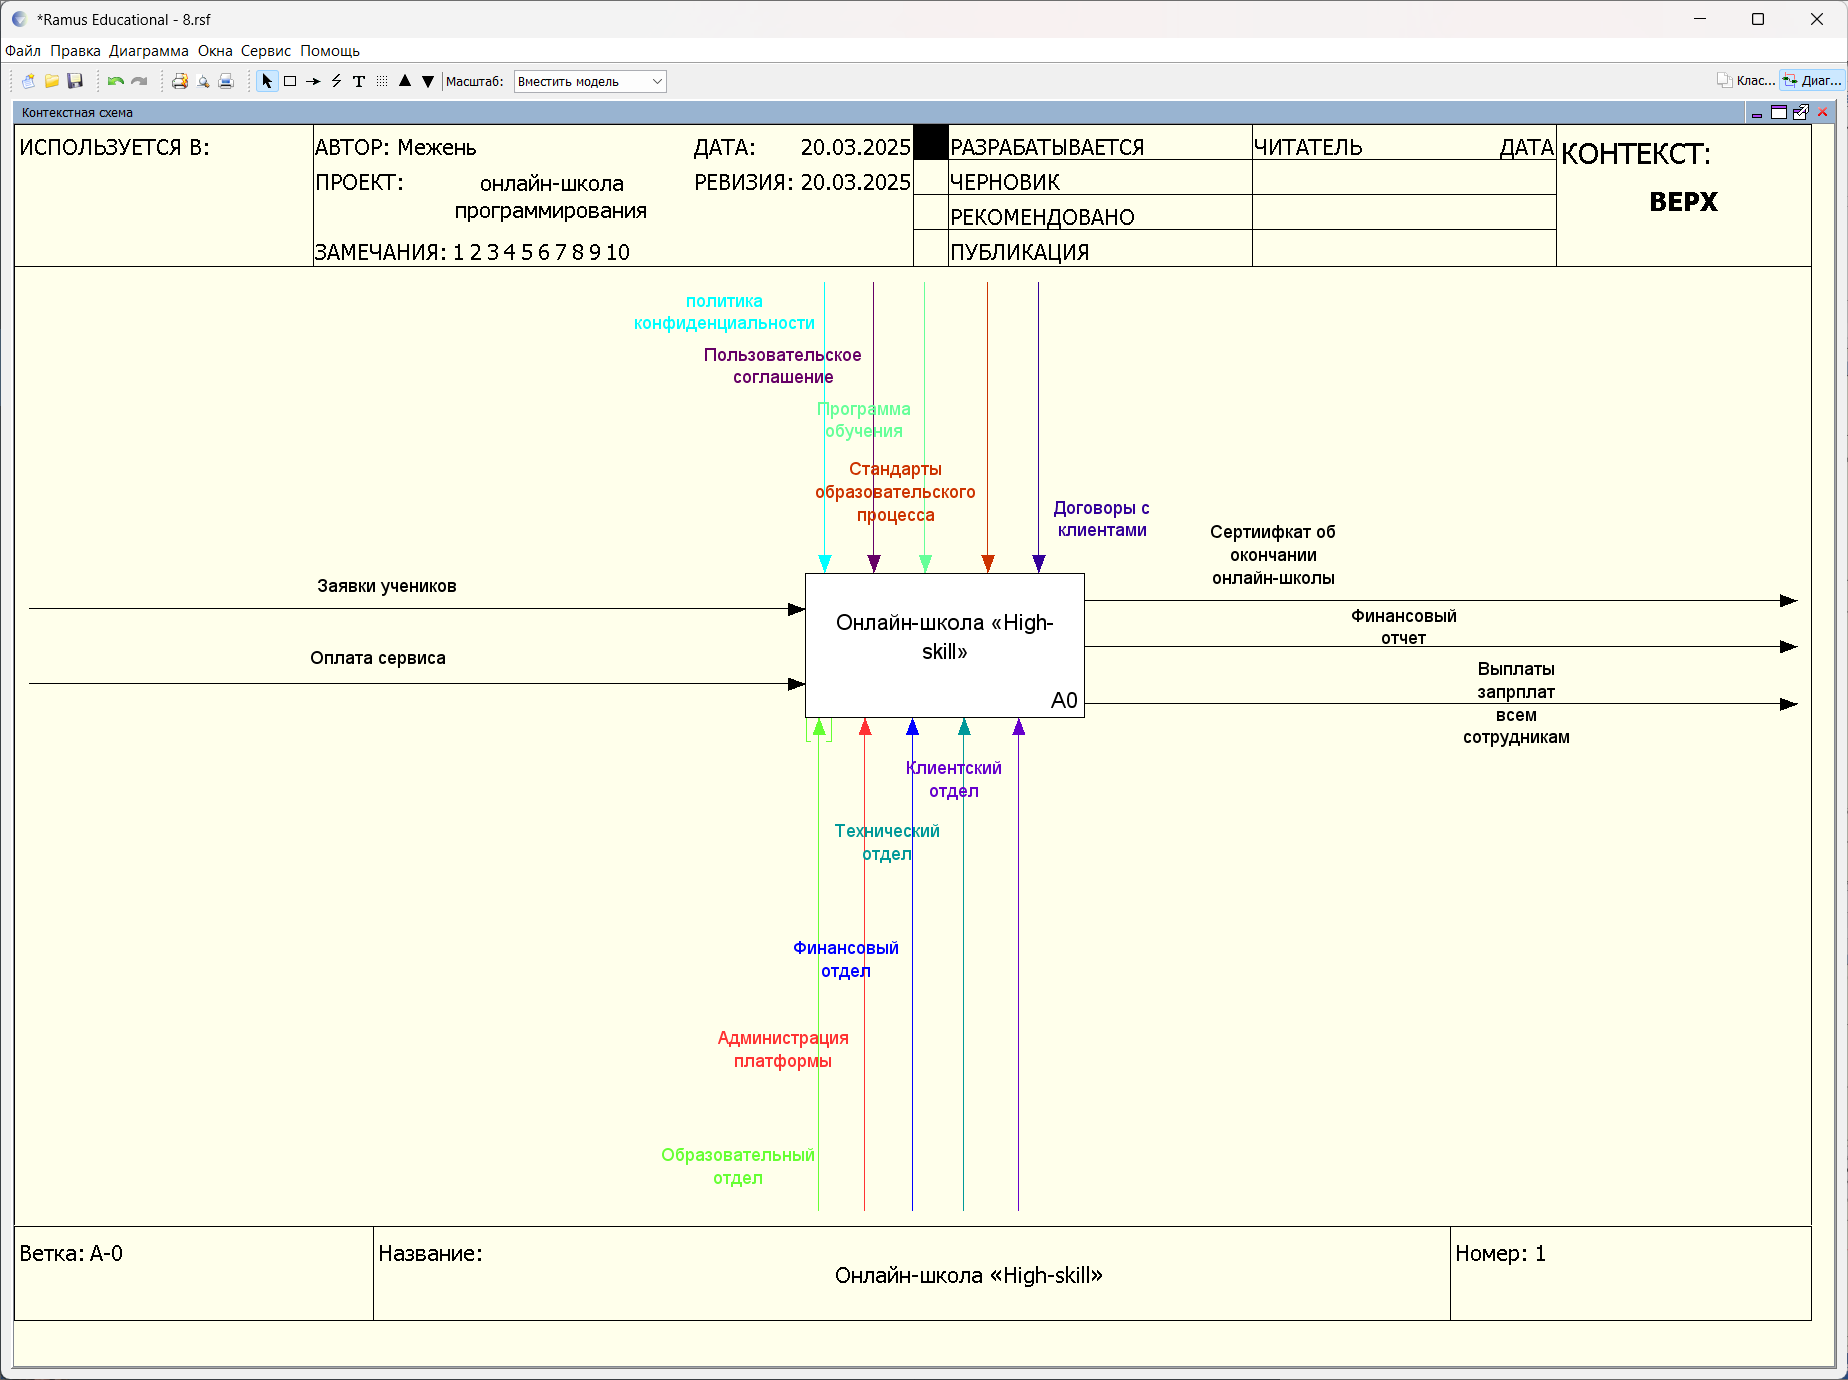 *Ramus Educational - 8.rsf
Файл Правка Диаграмма Окна Сервис Помощь
Масштаб: Вместить модель Клас... Диаг...
Контекстная схема
ИСПОЛЬЗУЕТСЯ В:
АВТОР: Межень
ДАТА: 20.03.2025
ПРОЕКТ: онлайн-школа
программирования
РЕВИЗИЯ: 20.03.2025
ЗАМЕЧАНИЯ: 1 2 3 4 5 6 7 8 9 10
РАЗРАБАТЫВАЕТСЯ
ЧЕРНОВИК
РЕКОМЕНДОВАНО
ПУБЛИКАЦИЯ
ЧИТАТЕЛЬ ДАТА
КОНТЕКСТ:
ВЕРХ
политика
конфиденциальности
Пользовательское
соглашение
Программа
обучения
Стандарты
образовательского
процесса
Договоры с
клиентами
Сертиифкат об
окончании
онлайн-школы
Заявки учеников
Финансовый
отчет
Онлайн-школа «High-
skill»
A0
Оплата сервиса
Выплаты
запрплат
всем
сотрудникам
Клиентский
отдел
Технический
отдел
Финансовый
отдел
Администрация
платформы
Образовательный
отдел
Ветка: A-0
Название:
Онлайн-школа «High-skill»
Номер: 1